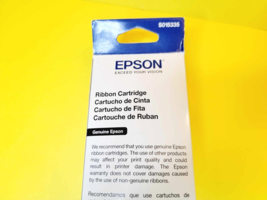 S015335
EPSON
EXCEED YOUR VISION
Ribbon Cartridge
Cartucho de Cinta
Cartucho de Fita
Cartouche de Ruban
Genuine Epson
We recommend that you use genuine Epson
ribbon cartridges. The use of other products
may affect your print quality and could
result in printer damage. The Epson
warranty does not cover damages caused
by the use of non-genuine ribbons.
Recomendamos que use cartuchos de